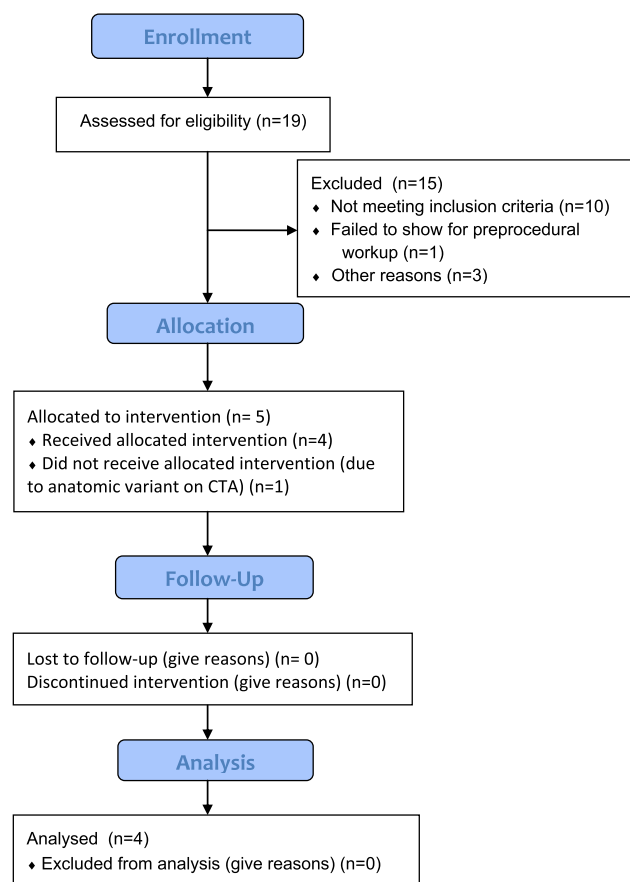 Enrollment
Assessed for eligibility (n=19)
Excluded  (n=15)
⬧ Not meeting inclusion criteria (n=10)
⬧ Failed to show for preprocedural
workup (n=1)
⬧ Other reasons (n=3)
Allocation
Allocated to intervention (n= 5)
⬧ Received allocated intervention (n=4)
⬧ Did not receive allocated intervention (due
to anatomic variant on CTA) (n=1)
Follow-Up
Lost to follow-up (give reasons) (n= 0)
Discontinued intervention (give reasons) (n=0)
Analysis
Analysed  (n=4)
⬧ Excluded from analysis (give reasons) (n=0)